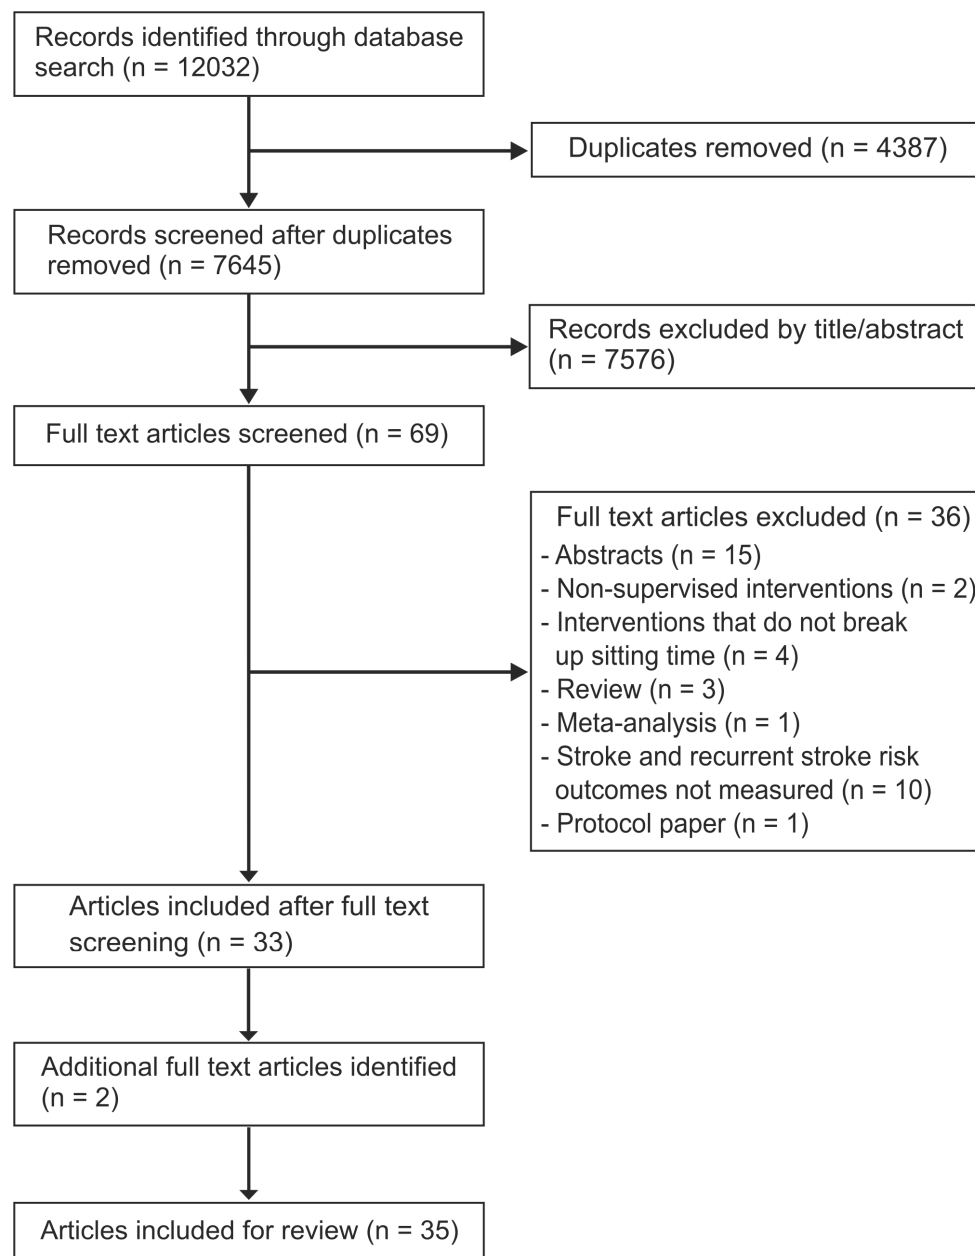 Records identified through database
search (n = 12032)
Duplicates removed (n = 4387)
Records screened after duplicates
removed (n = 7645)
Records excluded by title/abstract
(n = 7576)
Full text articles screened (n = 69)
Full text articles excluded (n = 36)
- Abstracts (n = 15)
- Non-supervised interventions (n = 2)
- Interventions that do not break
up sitting time (n = 4)
- Review (n = 3)
- Meta-analysis (n = 1)
- Stroke and recurrent stroke risk
outcomes not measured (n = 10)
- Protocol paper (n = 1)
Articles included after full text
screening (n = 33)
Additional full text articles identified
(n = 2)
Articles included for review (n = 35)